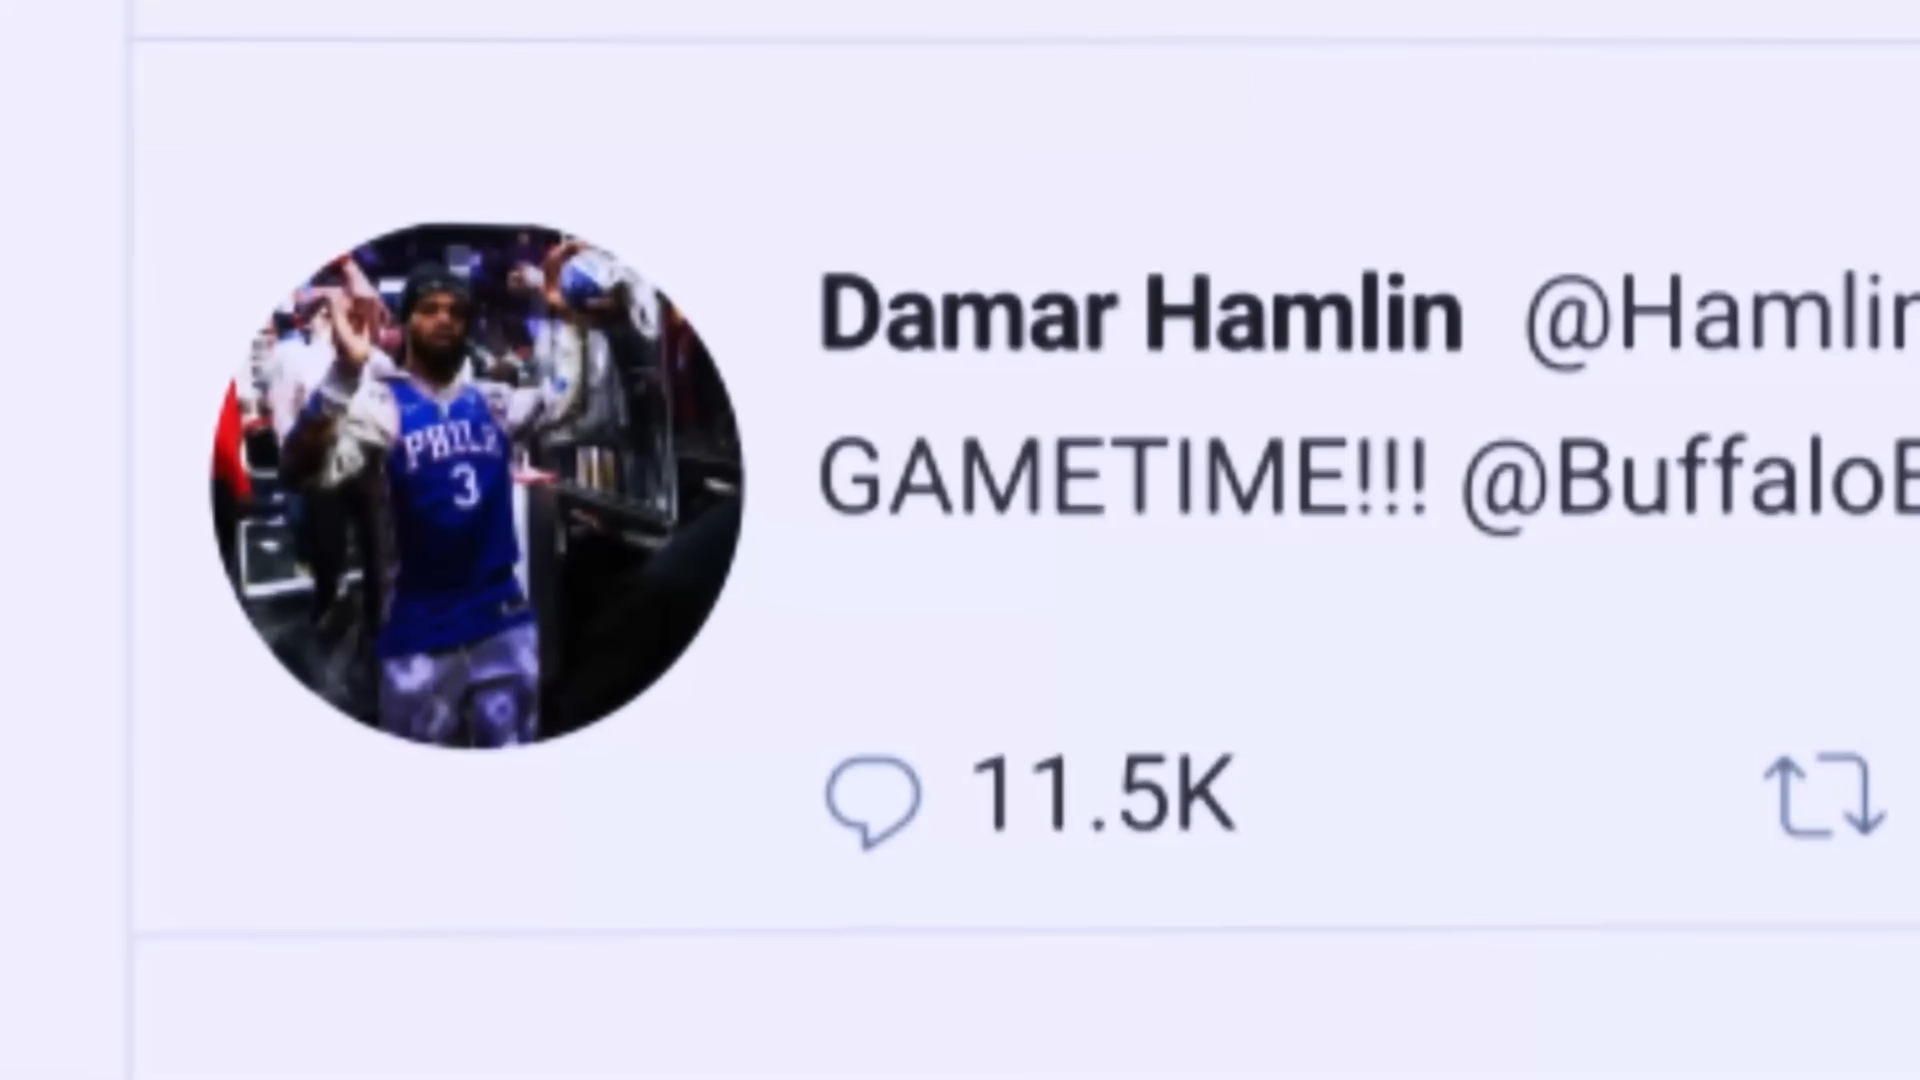 Damar Hamlin @Hamlin
GAMETIME!!! @BuffaloB
11.5K
PHILA
3